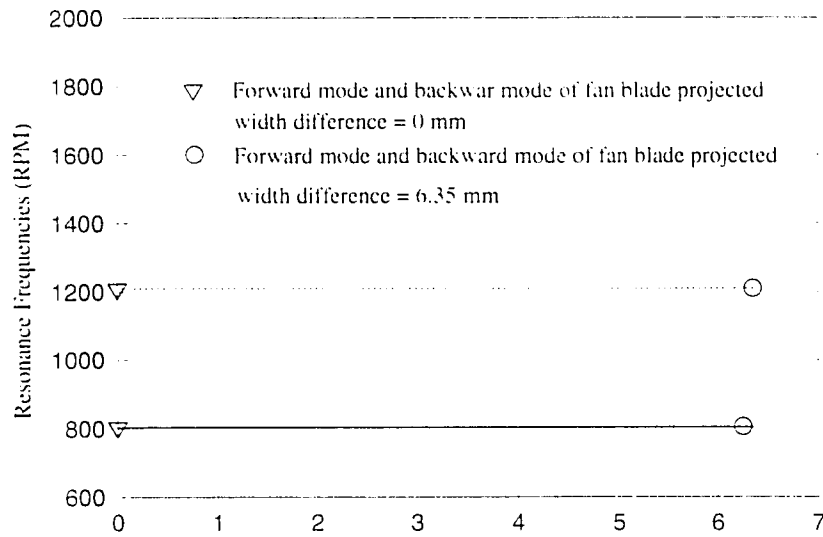 2000
1800
1600
1400
1200
1000
800
600
Resonance Frequencies (RPM)
Forward mode and backwar mode of fan blade projected
width difference = 0 mm
Forward mode and backward mode of fan blade projected
width difference = 6.35 mm
0 1 2 3 4 5 6 7